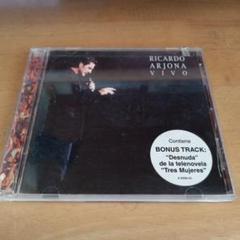 RICARDO
ARJONA
VIVO
Contiene
BONUS TRACK:
"Desnuda"
de la telenovela
"Tres Mujeres"